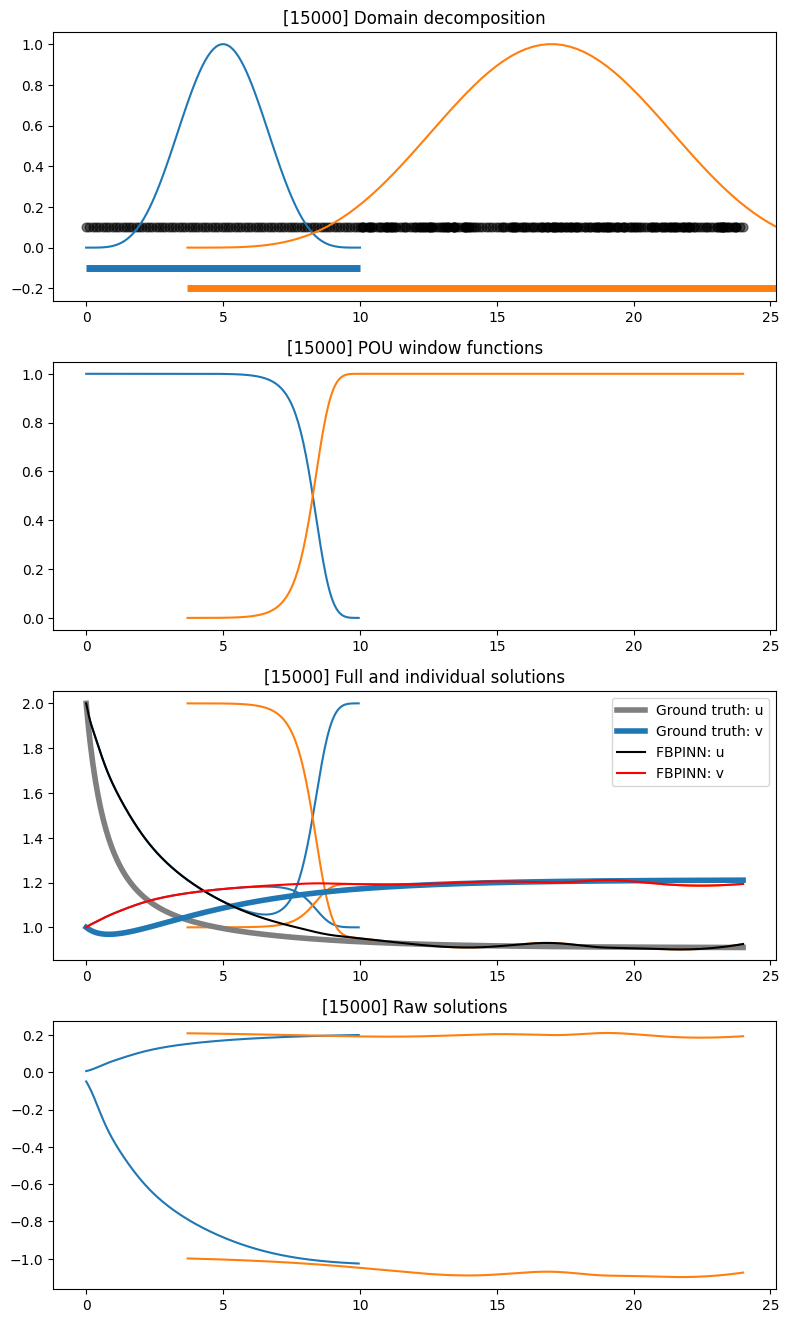 [15000] Domain decomposition
1.0
0.8
0.6
0.4
0.2
0.0
−0.2
0 5 10 15 20 25
[15000] POU window functions
1.0
0.8
0.6
0.4
0.2
0.0
0 5 10 15 20 25
[15000] Full and individual solutions
2.0
1.8
1.6
1.4
1.2
1.0
Ground truth: u
Ground truth: v
FBPINN: u
FBPINN: v
0 5 10 15 20 25
[15000] Raw solutions
0.2
0.0
−0.2
−0.4
−0.6
−0.8
−1.0
0 5 10 15 20 25